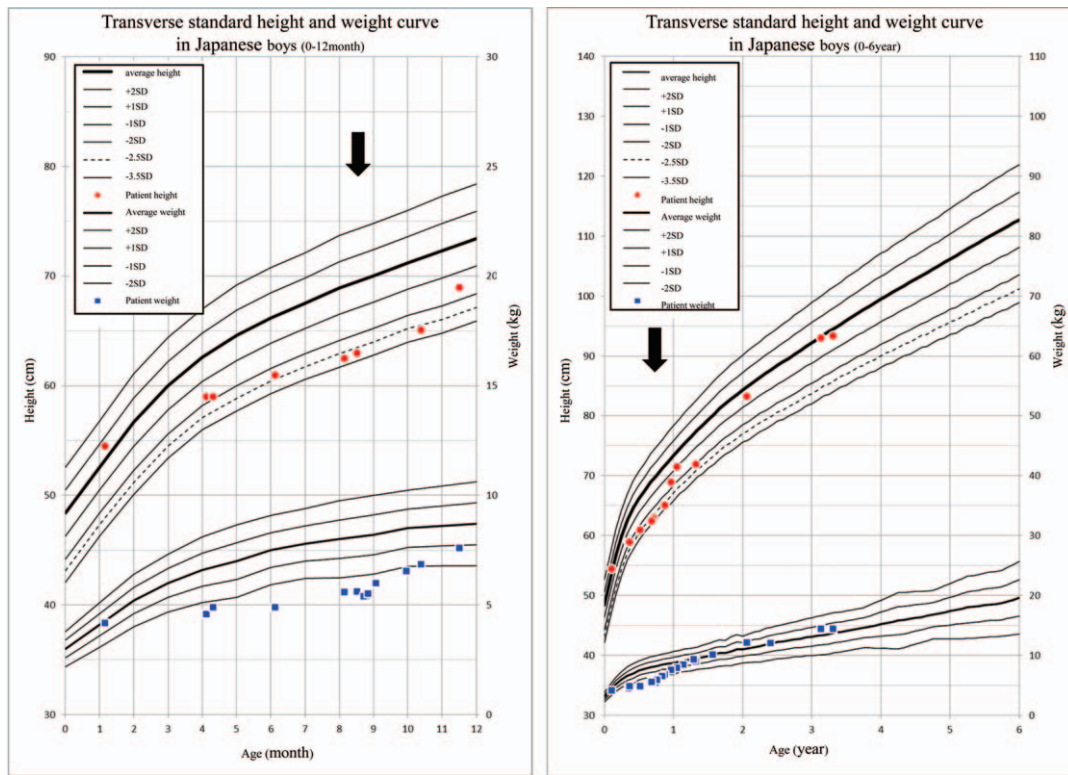 Transverse standard height and weight curve
in Japanese boys (0-12month)
90
80
70
60
50
40
30
Height (cm)
30
25
20
15
10
5
0
Weight (kg)
average height
+2SD
+1SD
-1SD
-2SD
-2.5SD
-3.5SD
Patient height
Average weight
+2SD
+1SD
-1SD
-2SD
Patient weight
0 1 2 3 4 5 6 7 8 9 10 11 12
Age (month)
Transverse standard height and weight curve
in Japanese boys (0-6year)
140
130
120
110
100
90
80
70
60
50
40
30
Height (cm)
110
100
90
80
70
60
50
40
30
20
10
0
Weight (kg)
average height
+2SD
+1SD
-1SD
-2SD
-2.5SD
-3.5SD
Patient height
Average weight
+2SD
+1SD
-1SD
-2SD
Patient weight
0 1 2 3 4 5 6
Age (year)